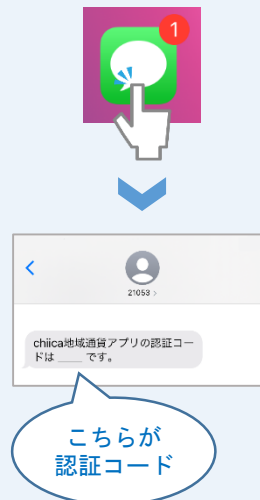 1
21053 >
chiica地域通貨アプリの認証コー
ドは ____ です。
こちらが
認証コード